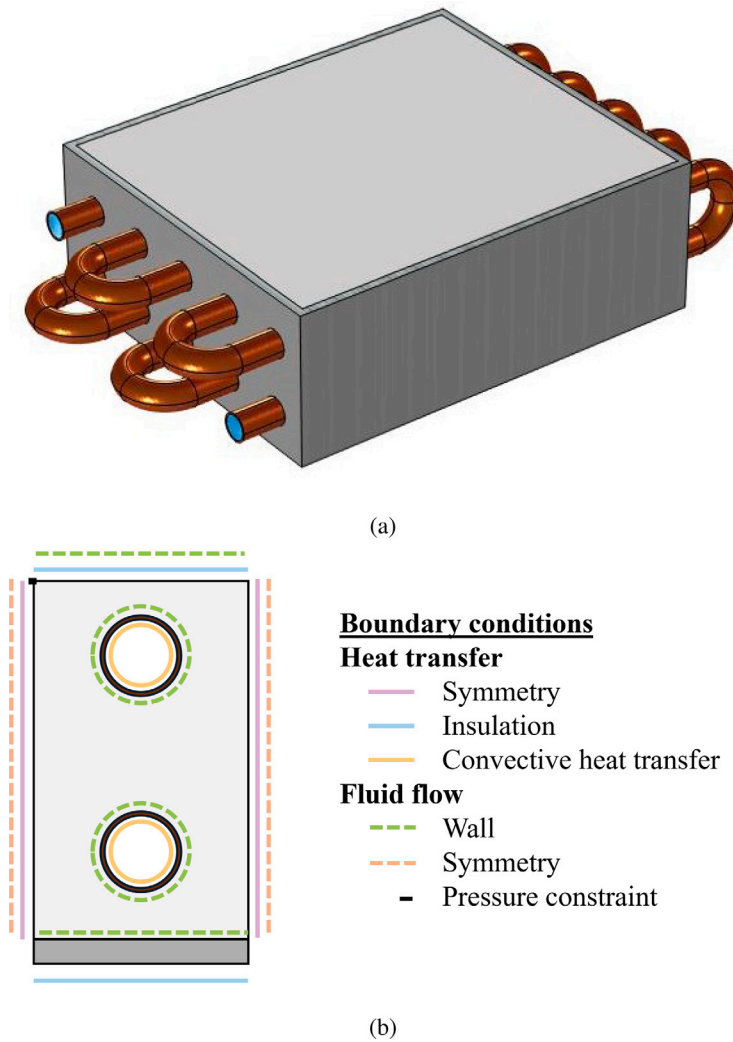 (a)
Boundary conditions
Heat transfer
Symmetry
Insulation
Convective heat transfer
Fluid flow
Wall
Symmetry
Pressure constraint
(b)